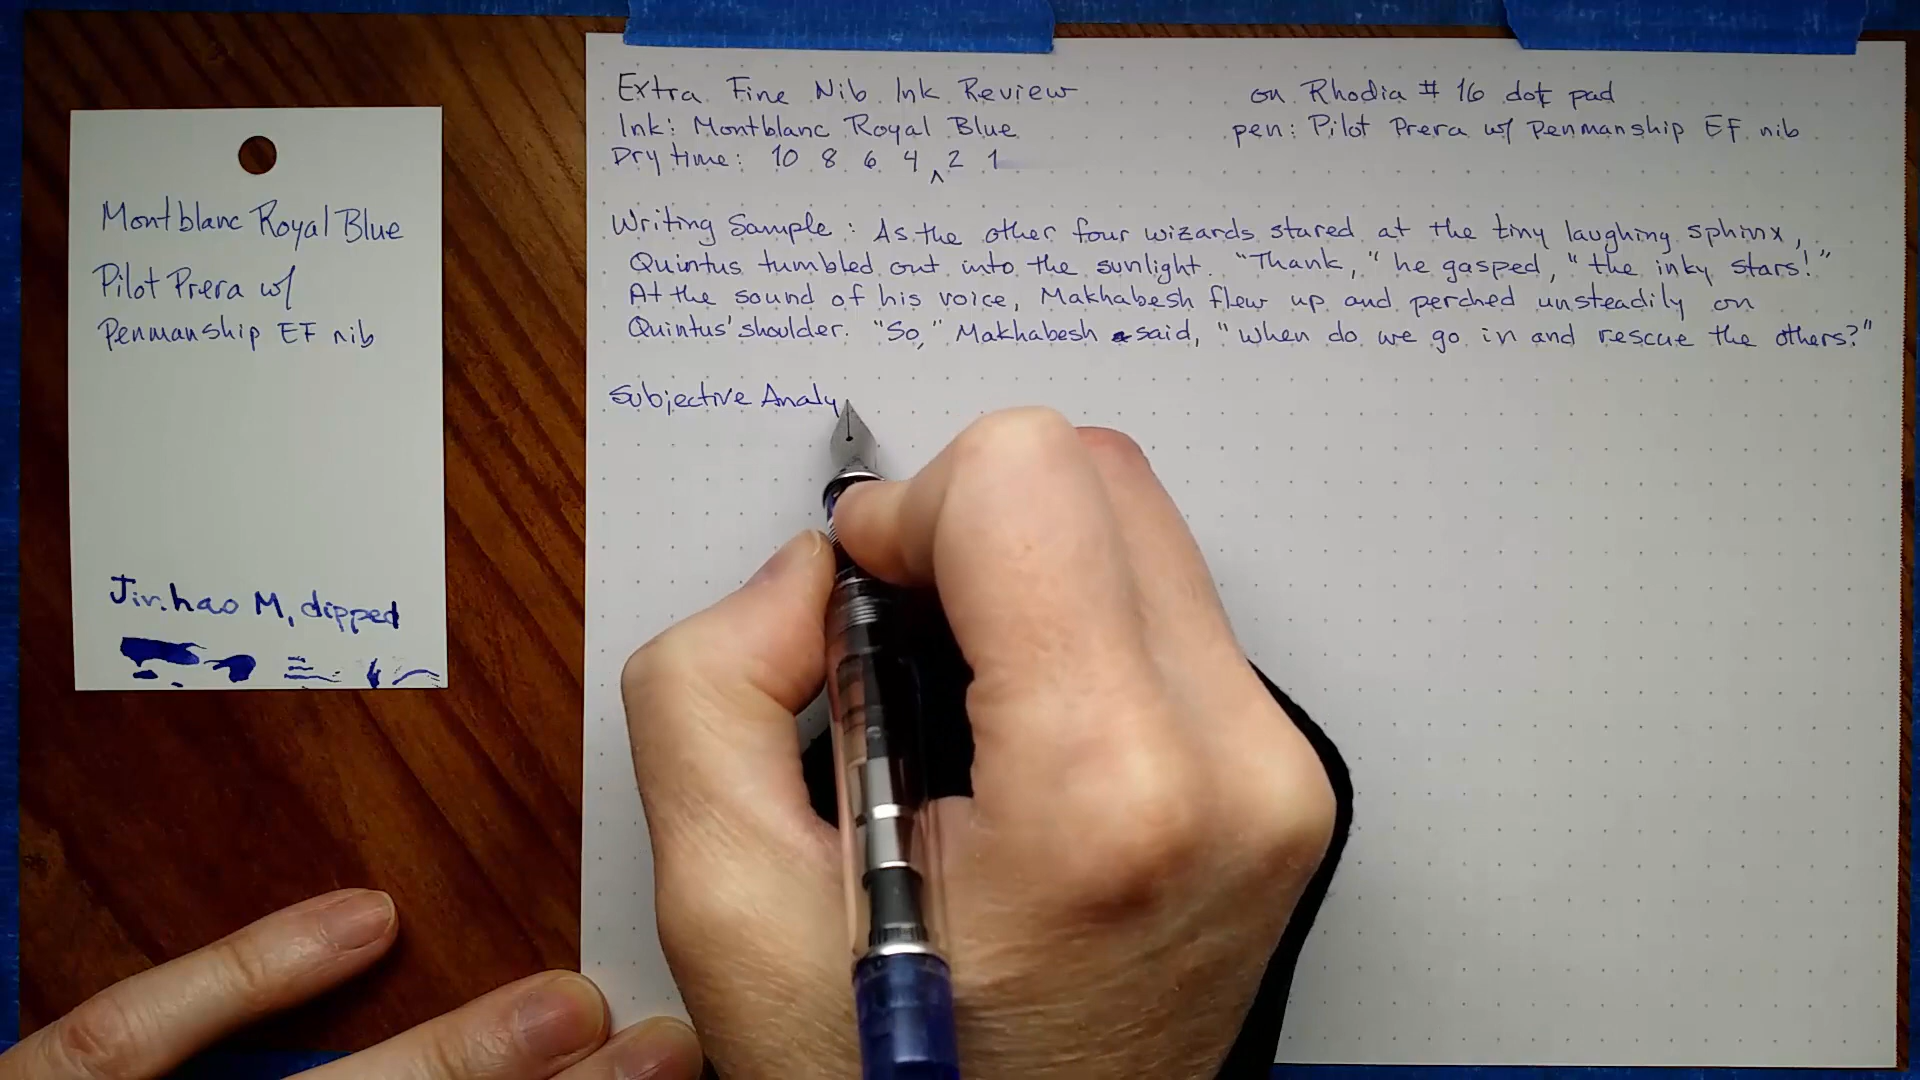 Montblanc Royal Blue
Pilot Prera w/
Penmanship EF nib
Jinhao M, dipped
Extra Fine Nib Ink Review
on Rhodia # 16 dot pad
Ink: Montblanc Royal Blue
pen: Pilot Prera w/ Penmanship EF nib
Dry time: 10 8 6 4 ^ 2 1
Writing Sample: As the other four wizards stared at the tiny laughing sphinx,
Quintus tumbled out into the sunlight. "Thank," he gasped, "the inky stars!"
At the sound of his voice, Makhabesh flew up and perched unsteadily on
Quintus' shoulder. "So," Makhabesh said, "When do we go in and rescue the others?"
Subjective Analy